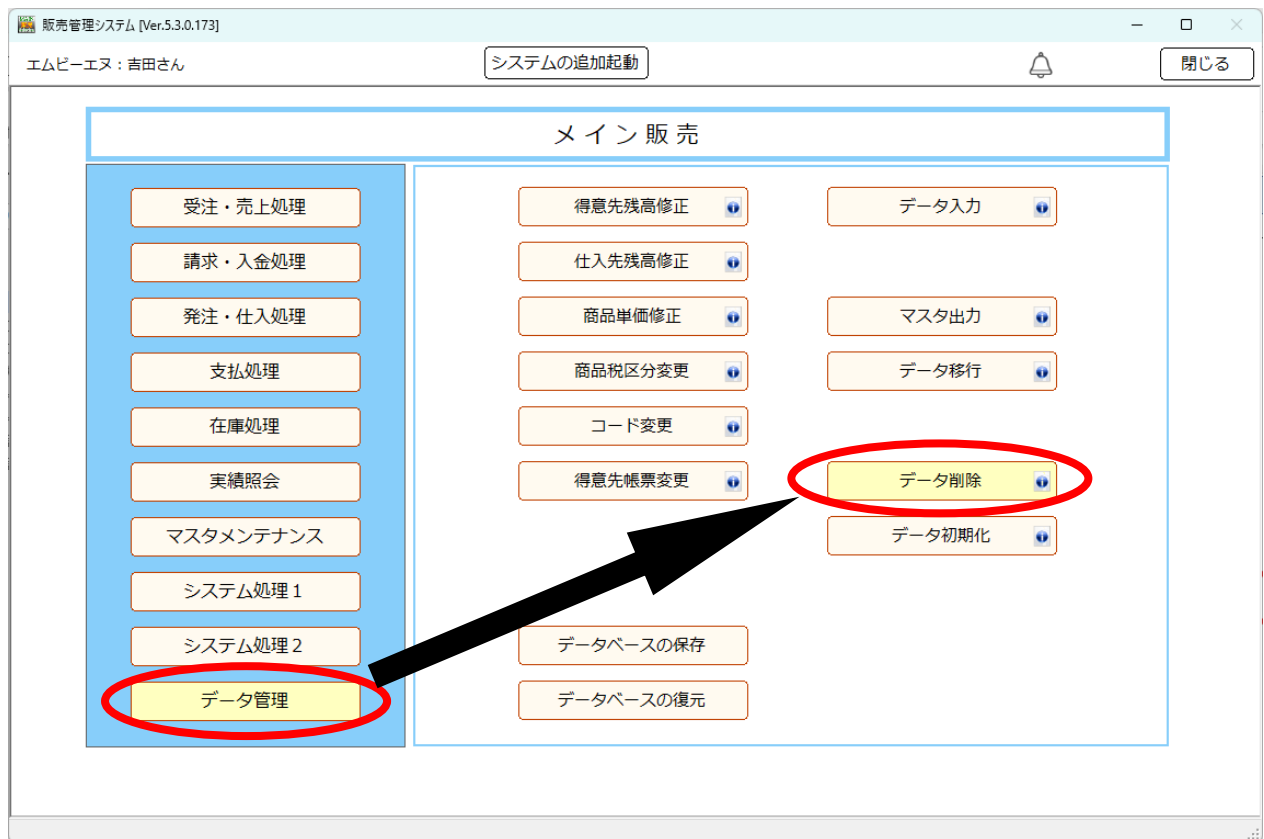 販売管理システム [Ver.5.3.0.173]
エムビーエヌ：吉田さん
システムの追加起動
閉じる
メイン販売
受注・売上処理
請求・入金処理
発注・仕入処理
支払処理
在庫処理
実績照会
マスタメンテナンス
システム処理１
システム処理２
データ管理
得意先残高修正
仕入先残高修正
商品単価修正
商品税区分変更
コード変更
得意先帳票変更
データベースの保存
データベースの復元
データ入力
マスタ出力
データ移行
データ削除
データ初期化